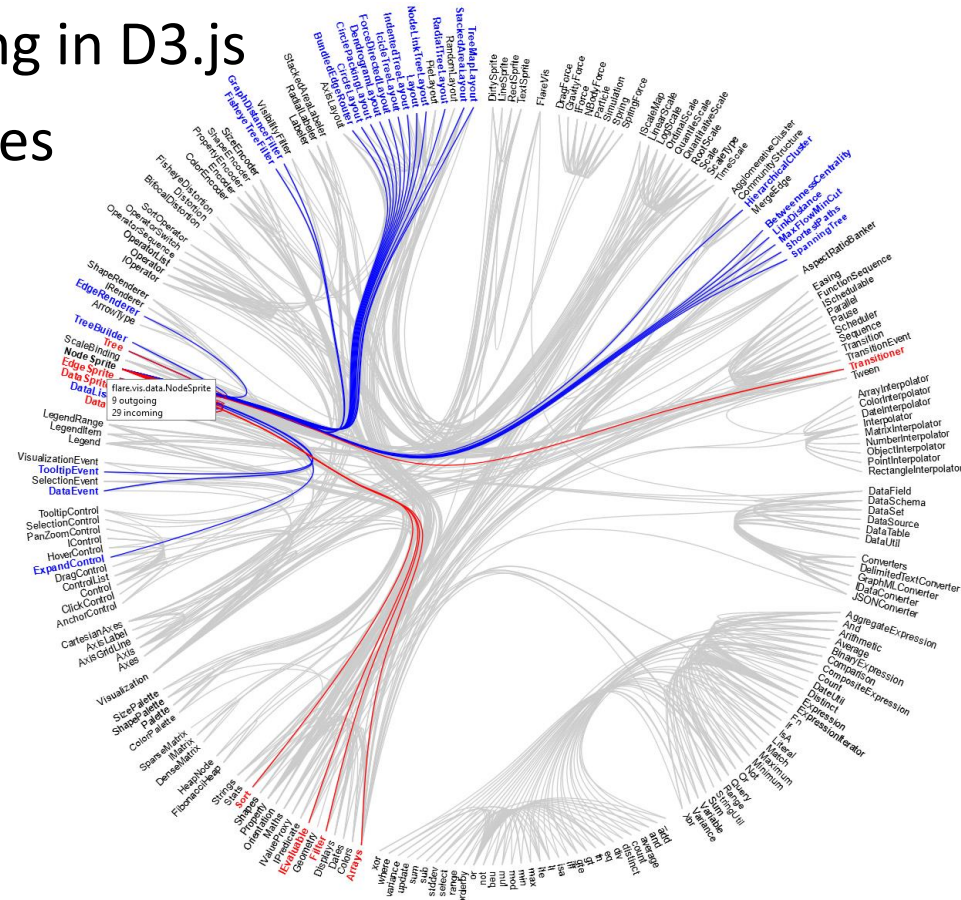 ng in D3.js
es
TreeMapLayout
StackedAreaLayout
RandomLayout
RadialTreeLayout
PieLayout
NodeLinkTreeLayout
Layout
IndentedTreeLayout
IcicleTreeLayout
ForceDirectedLayout
DendrogramLayout
CirclePackingLayout
CircleLayout
BundledEdgeRouter
AxisLayout
StackedAreaLabeler
RadialLabeler
Labeler
VisibilityFilter
GraphDistanceFilter
FisheyeTreeFilter
SizeEncoder
ShapeEncoder
PropertyEncoder
Encoder
ColorEncoder
FisheyeDistortion
Distortion
BifocalDistortion
SortOperator
OperatorSwitch
OperatorSequence
OperatorList
Operator
IOperator
ShapeRenderer
IRenderer
EdgeRenderer
ArrowType
TreeBuilder
Tree
ScaleBinding
NodeSprite
EdgeSprite
DataSprite
DataLis
Data
flare.vis.data.NodeSprite
9 outgoing
29 incoming
LegendRange
LegendItem
Legend
VisualizationEvent
TooltipEvent
SelectionEvent
DataEvent
TooltipControl
SelectionControl
PanZoomControl
IControl
HoverControl
ExpandControl
DragControl
ControlList
Control
ClickControl
AnchorControl
CartesianAxes
AxisLabel
AxisGridLine
Axis
Axes
Visualization
SizePalette
ShapePalette
Palette
ColorPalette
SparseMatrix
IMatrix
DenseMatrix
HeapNode
FibonacciHeap
Strings
Stats
Sort
Shapes
Property
Orientation
Maths
IValueProxy
IPredicate
IEvaluable
Geometry
Filter
Displays
Dates
Colors
Arrays
xor
where
variance
update
sum
sub
stddev
select
range
orderby
or
not
neq
mul
mod
min
max
lte
lt
isa
iff
gte
gt
fn
eq
div
distinct
count
average
and
add
Xor
Variance
Variable
Sum
StringUtil
Range
Query
Or
Not
Minimum
Maximum
Match
Literal
IsA
If
Fn
ExpressionIterator
Expression
Distinct
DateUtil
Count
CompositeExpression
Comparison
BinaryExpression
Average
Arithmetic
And
AggregateExpression
JSONConverter
IDataConverter
GraphMLConverter
DelimitedTextConverter
Converters
DataUtil
DataTable
DataSource
DataSet
DataSchema
DataField
RectangleInterpolator
PointInterpolator
ObjectInterpolator
NumberInterpolator
MatrixInterpolator
Interpolator
DateInterpolator
ColorInterpolator
ArrayInterpolator
Tween
Transitioner
TransitionEvent
Transition
Sequence
Scheduler
Pause
Parallel
ISchedulable
FunctionSequence
Easing
AspectRatioBanker
SpanningTree
ShortestPaths
MaxFlowMinCut
LinkDistance
BetweennessCentrality
MergeEdge
HierarchicalCluster
CommunityStructure
AgglomerativeCluster
TimeScale
ScaleType
Scale
RootScale
QuantitativeScale
QuantileScale
OrdinalScale
LogScale
LinearScale
IScaleMap
SpringForce
Spring
Simulation
Particle
NBodyForce
IForce
GravityForce
DragForce
FlareVis
TextSprite
RectSprite
LineSprite
DirtySprite